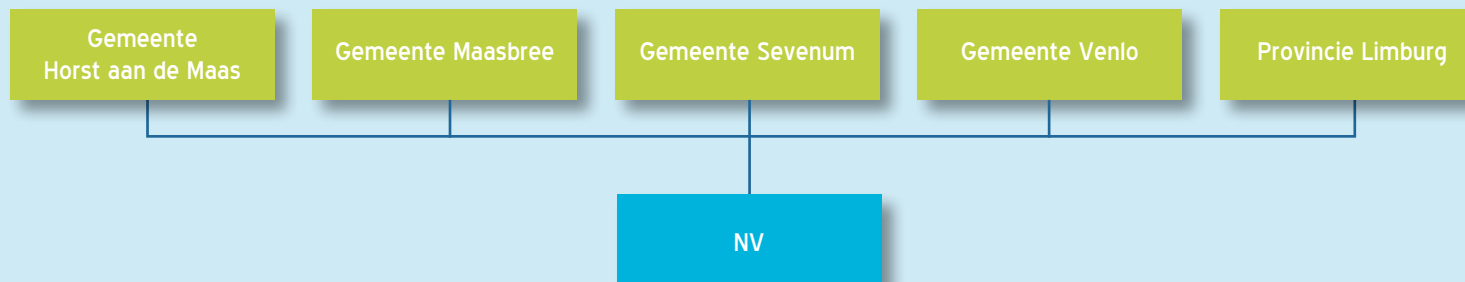 Gemeente
Horst aan de Maas
Gemeente Maasbree
Gemeente Sevenum
Gemeente Venlo
Provincie Limburg
NV